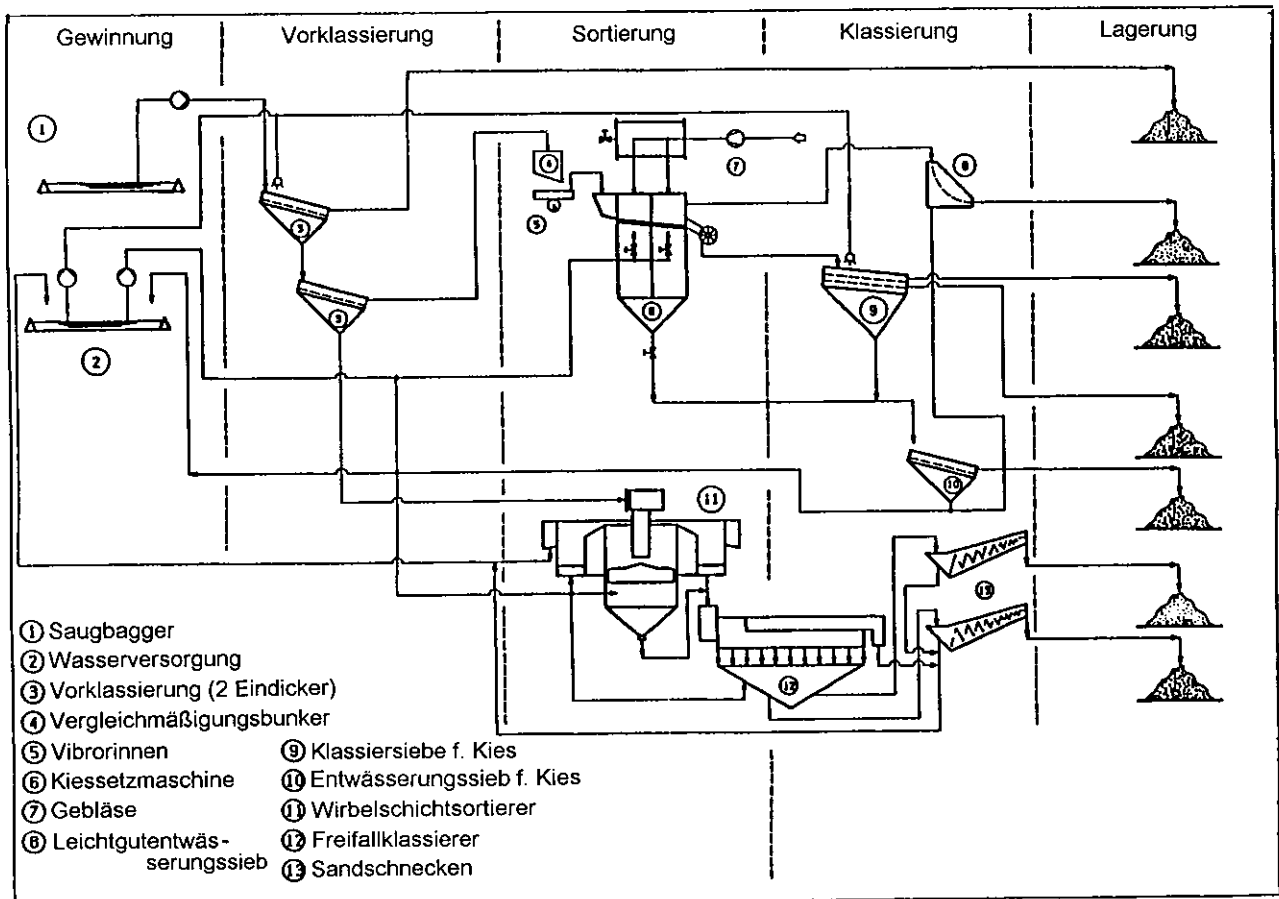 Gewinnung
Vorklassierung
Sortierung
Klassierung
Lagerung
① Saugbagger
② Wasserversorgung
③ Vorklassierung (2 Eindicker)
④ Vergleichmäßigungsbunker
⑤ Vibrorinnen
⑥ Kiessetzmaschine
⑦ Gebläse
⑧ Leichtgutentwäs-
serungssieb
⑨ Klassiersiebe f. Kies
⑩ Entwässerungssieb f. Kies
⑪ Wirbelschichtsortierer
⑫ Freifallklassierer
⑬ Sandschnecken
①
②
③
③
④
⑤
⑦
⑧
⑨
⑩
⑪
⑫
⑬